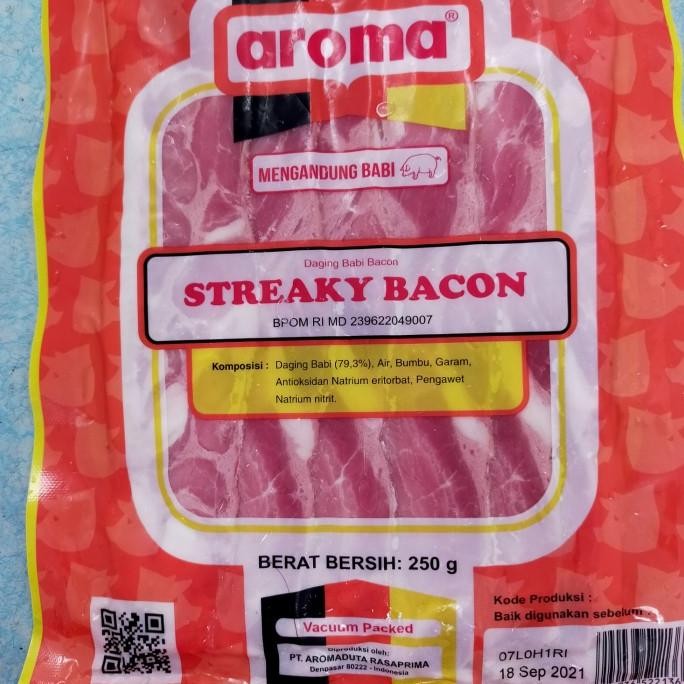 aroma®
MENGANDUNG BABI
Daging Babi Bacon
STREAKY BACON
BPOM RI MD 239622049007
Komposisi : Daging Babi (79,3%), Air, Bumbu, Garam,
Antioksidan Natrium eritorbat, Pengawet
Natrium nitrit.
BERAT BERSIH: 250 g
Vacuum Packed
Diproduksi oleh:
PT. AROMADUTA RASAPRIMA
Denpasar 80222 - Indonesia
Kode Produksi :
Baik digunakan sebelum :
07L0H1RI
18 Sep 2021